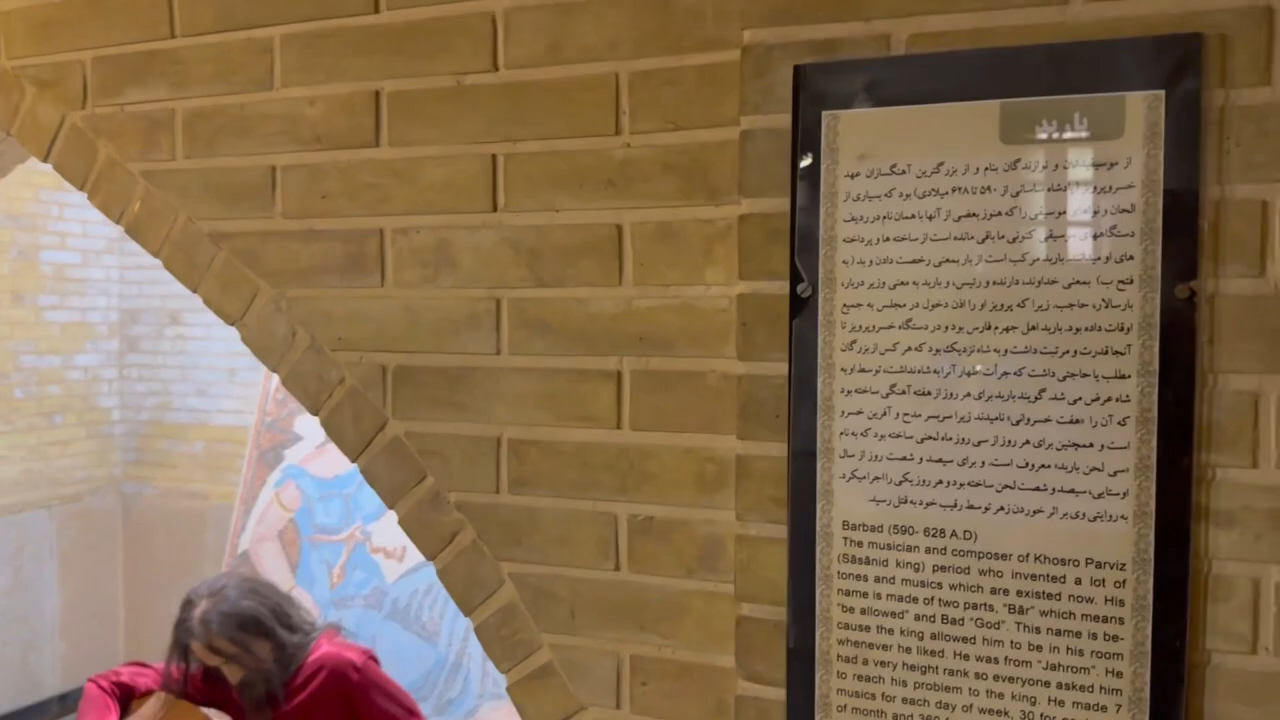 باربد
از موسیقیدانان و نوازندگان بنام و از بزرگترین آهنگسازان عهد
خسروپرویز (پادشاه ساسانی از ۵۹۰ تا ۶۲۸ میلادی) بود که بسیاری از
الحان و نواهای موسیقی را که هنوز بعضی از آنها با همان نام در ردیف
دستگاههای موسیقی کنونی ما باقی مانده است از ساخته ها و پرداخته
های او میدانند. باربد مرکب است از بار بمعنی رخصت دادن و بد (به
فتح ب) بمعنی خداوند، دارنده و رئیس، و باربد به معنی وزیر دربار،
بارسالار، حاجب. زیرا که پرویز او را اذن دخول در مجلس به جمیع
اوقات داده بود. باربد اهل جهرم فارس بود و در دستگاه خسروپرویز تا
آنجا قدرت و مرتبت داشت و به شاه نزدیک بود که هر کس از بزرگان
مطلب یا حاجتی داشت که جرأت اظهار آنرا به شاه نداشت، توسط او به
شاه عرض می شد. گویند باربد برای هر روز از هفته آهنگی ساخته بود
که آن را «هفت خسروانی» نامیدند زیرا سربسر مدح و آفرین خسرو
است و همچنین برای هر روز از سی روز ماه لحنی ساخته بود که به نام
«سی لحن باربد» معروف است. و برای سیصد و شصت روز از سال
اوستایی، سیصد و شصت لحن ساخته بود و هر روز یکی را اجرا میکرد.
به روایتی وی بر اثر خوردن زهر توسط رقیب خود به قتل رسید.
Barbad (590- 628 A.D)
The musician and composer of Khosro Parviz
(Sāsānid king) period who invented a lot of
tones and musics which are existed now. His
name is made of two parts, “Bār” which means
“be allowed” and Bad “God”. This name is be-
cause the king allowed him to be in his room
whenever he liked. He was from “Jahrom”. He
had a very height rank so everyone asked him
to reach his problem to the king. He made 7
musics for each day of week, 30 for
of month and 360